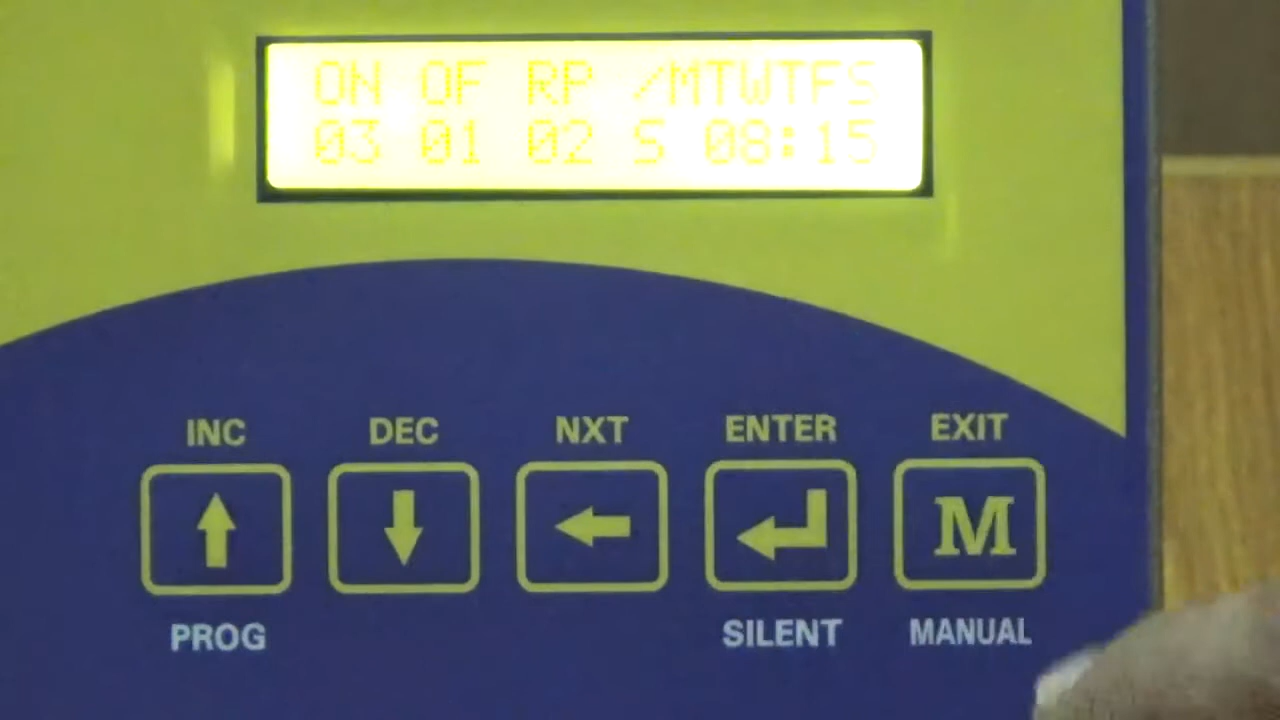 ON OF RP /MTWTFS
03 01 02 S 08:15
INC DEC NXT ENTER EXIT
M
PROG SILENT MANUAL